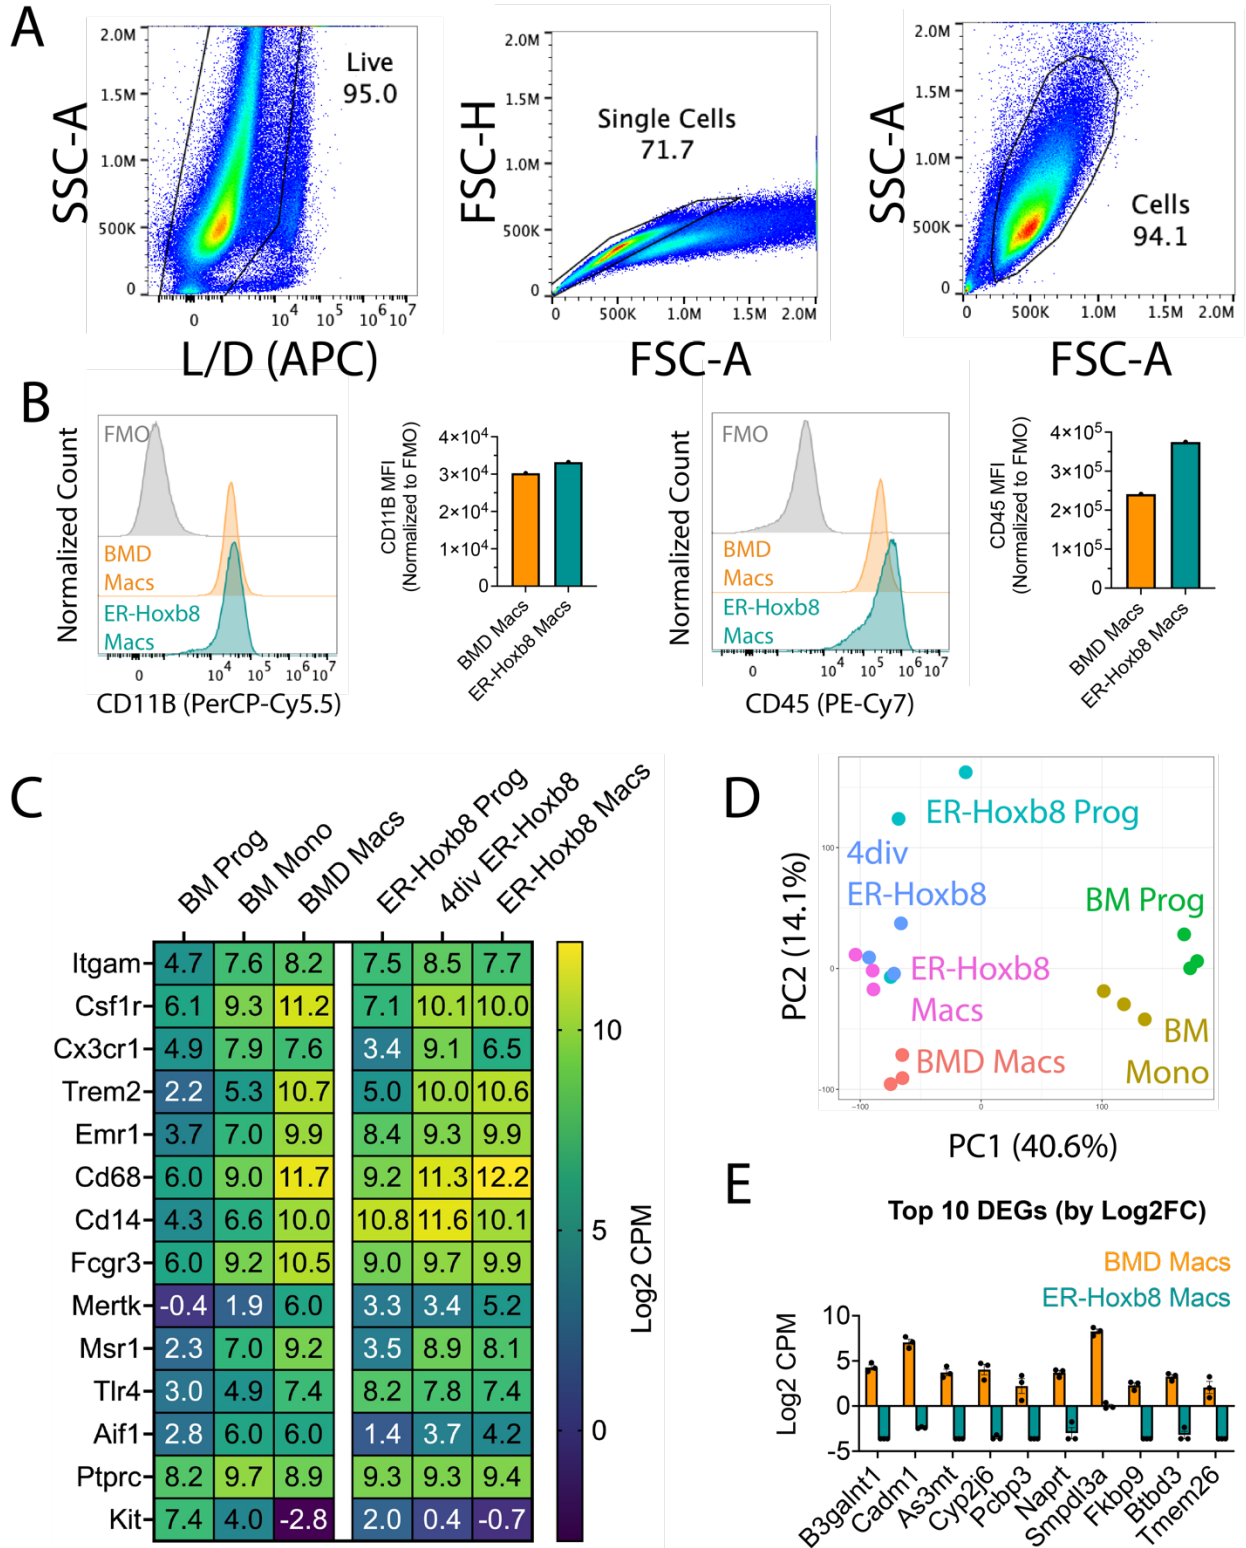 A
SSC-A
2.0M
1.5M
1.0M
500K
0
Live
95.0
0 10^4 10^5 10^6 10^7
L/D (APC)
FSC-H
2.0M
1.5M
1.0M
500K
0
Single Cells
71.7
0 500K 1.0M 1.5M 2.0M
FSC-A
SSC-A
2.0M
1.5M
1.0M
500K
0
Cells
94.1
0 500K 1.0M 1.5M 2.0M
FSC-A
B
Normalized Count
FMO
BMD
Macs
ER-Hoxb8
Macs
0 10^4 10^5 10^6 10^7
CD11B (PerCP-Cy5.5)
CD11B MFI
(Normalized to FMO)
4×10^4
3×10^4
2×10^4
1×10^4
0
BMD Macs
ER-Hoxb8 Macs
Normalized Count
FMO
BMD
Macs
ER-Hoxb8
Macs
0 10^4 10^5 10^6 10^7
CD45 (PE-Cy7)
CD45 MFI
(Normalized to FMO)
4×10^5
3×10^5
2×10^5
1×10^5
0
BMD Macs
ER-Hoxb8 Macs
C
BM Prog
BM Mono
BMD Macs
ER-Hoxb8 Prog
4div ER-Hoxb8
ER-Hoxb8 Macs
Itgam 4.7 7.6 8.2 7.5 8.5 7.7
Csf1r 6.1 9.3 11.2 7.1 10.1 10.0
Cx3cr1 4.9 7.9 7.6 3.4 9.1 6.5
Trem2 2.2 5.3 10.7 5.0 10.0 10.6
Emr1 3.7 7.0 9.9 8.4 9.3 9.9
Cd68 6.0 9.0 11.7 9.2 11.3 12.2
Cd14 4.3 6.6 10.0 10.8 11.6 10.1
Fcgr3 6.0 9.2 10.5 9.0 9.7 9.9
Mertk -0.4 1.9 6.0 3.3 3.4 5.2
Msr1 2.3 7.0 9.2 3.5 8.9 8.1
Tlr4 3.0 4.9 7.4 8.2 7.8 7.4
Aif1 2.8 6.0 6.0 1.4 3.7 4.2
Ptprc 8.2 9.7 8.9 9.3 9.3 9.4
Kit 7.4 4.0 -2.8 2.0 0.4 -0.7
10
5
0
Log2 CPM
D
PC2 (14.1%)
100
0
-100
ER-Hoxb8 Prog
4div
ER-Hoxb8
BM Prog
ER-Hoxb8
Macs
BM
Mono
BMD Macs
-100 0 100
PC1 (40.6%)
E
Top 10 DEGs (by Log2FC)
BMD Macs
ER-Hoxb8 Macs
Log2 CPM
10
5
0
-5
B3galnt1
Cadm1
As3mt
Cyp2j6
Pcbp3
Naprt
Smpdl3a
Fkbp9
Btbd3
Tmem26